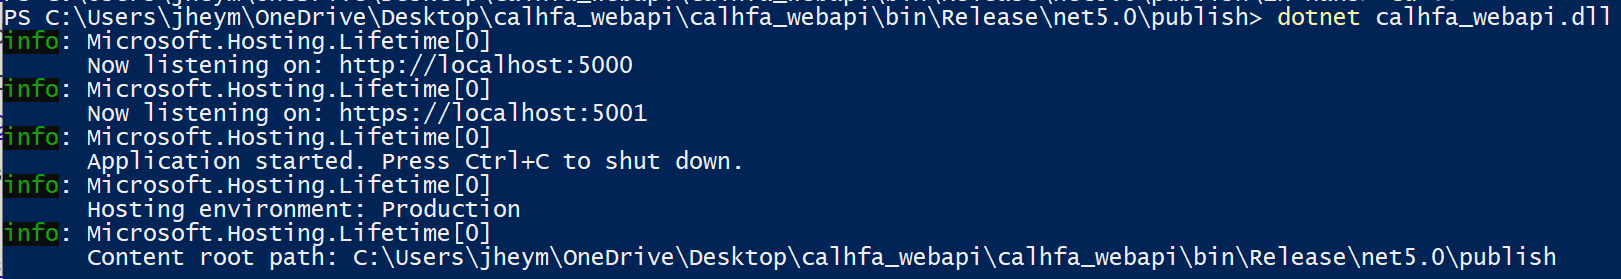 PS C:\Users\jheym\OneDrive\Desktop\calhfa_webapi\calhfa_webapi\bin\Release\net5.0\publish> dotnet calhfa_webapi.dll
info: Microsoft.Hosting.Lifetime[0]
      Now listening on: http://localhost:5000
info: Microsoft.Hosting.Lifetime[0]
      Now listening on: https://localhost:5001
info: Microsoft.Hosting.Lifetime[0]
      Application started. Press Ctrl+C to shut down.
info: Microsoft.Hosting.Lifetime[0]
      Hosting environment: Production
info: Microsoft.Hosting.Lifetime[0]
      Content root path: C:\Users\jheym\OneDrive\Desktop\calhfa_webapi\calhfa_webapi\bin\Release\net5.0\publish